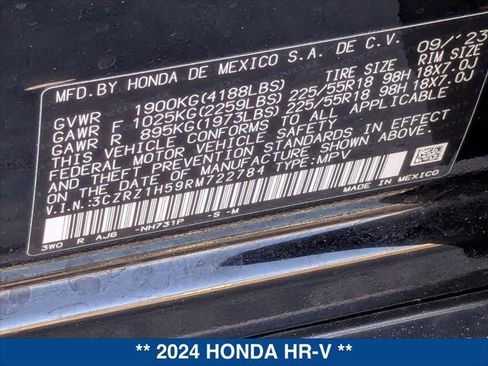 MFD.BY HONDA DE MEXICO S.A. DE C.V. 09/'23
GVWR 1900KG(4188LBS) TIRE SIZE RIM SIZE
GAWR F 1025KG(2259LBS) 225/55R18 98H 18X7.0J
GAWR R 895KG(1973LBS) 225/55R18 98H 18X7.0J
THIS VEHICLE CONFORMS TO ALL APPLICABLE
FEDERAL MOTOR VEHICLE SAFETY
AND THEFT PREVENTION STANDARDS IN EFFECT ON
THE DATE OF MANUFACTURE SHOWN ABOVE.
V.I.N.:3CZRZ1H59RM722784 TYPE:MPV
3W0 R AJG -NH731P -S -M MADE IN MEXICO
** 2024 HONDA HR-V **